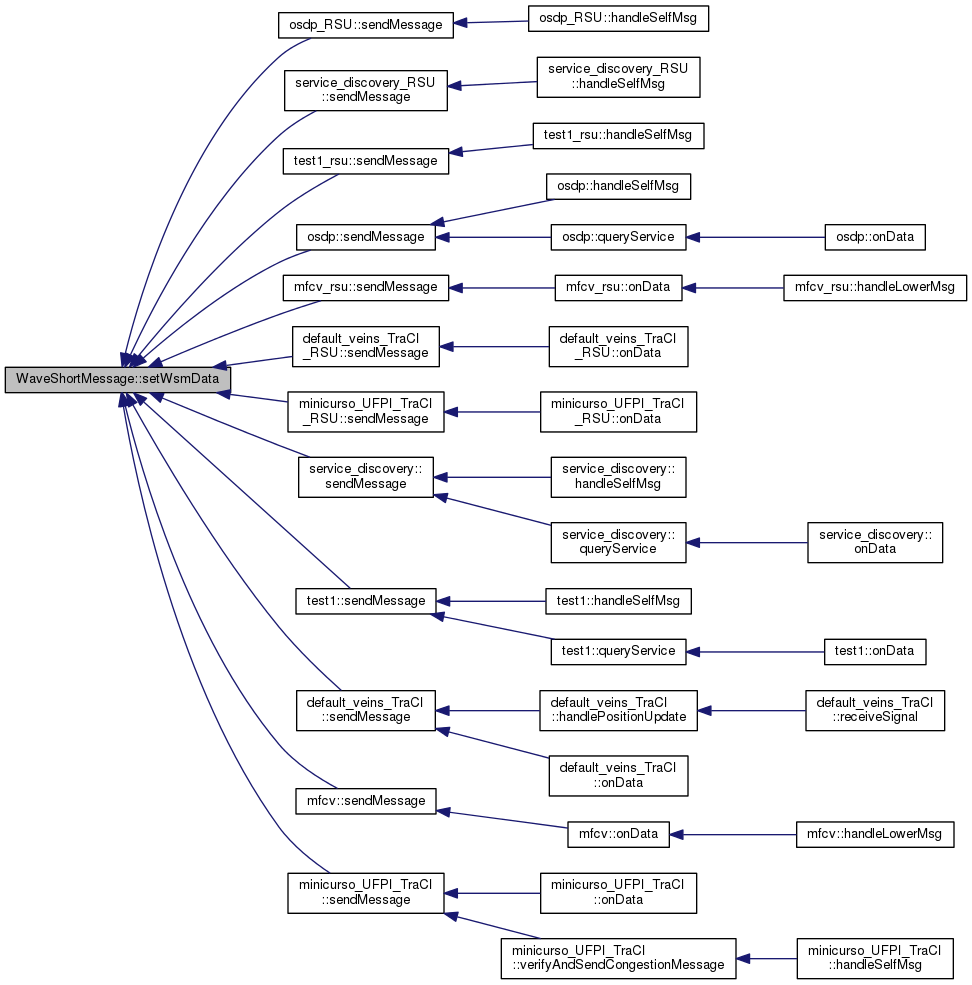 osdp_RSU::sendMessage
osdp_RSU::handleSelfMsg
service_discovery_RSU
::sendMessage
service_discovery_RSU
::handleSelfMsg
test1_rsu::sendMessage
test1_rsu::handleSelfMsg
osdp::handleSelfMsg
osdp::sendMessage
osdp::queryService
osdp::onData
mfcv_rsu::sendMessage
mfcv_rsu::onData
mfcv_rsu::handleLowerMsg
default_veins_TraCI
_RSU::sendMessage
default_veins_TraCI
_RSU::onData
WaveShortMessage::setWsmData
minicurso_UFPI_TraCI
_RSU::sendMessage
minicurso_UFPI_TraCI
_RSU::onData
service_discovery::
sendMessage
service_discovery::
handleSelfMsg
service_discovery::
queryService
service_discovery::
onData
test1::sendMessage
test1::handleSelfMsg
test1::queryService
test1::onData
default_veins_TraCI
::sendMessage
default_veins_TraCI
::handlePositionUpdate
default_veins_TraCI
::receiveSignal
default_veins_TraCI
::onData
mfcv::sendMessage
mfcv::onData
mfcv::handleLowerMsg
minicurso_UFPI_TraCI
::sendMessage
minicurso_UFPI_TraCI
::onData
minicurso_UFPI_TraCI
::verifyAndSendCongestionMessage
minicurso_UFPI_TraCI
::handleSelfMsg